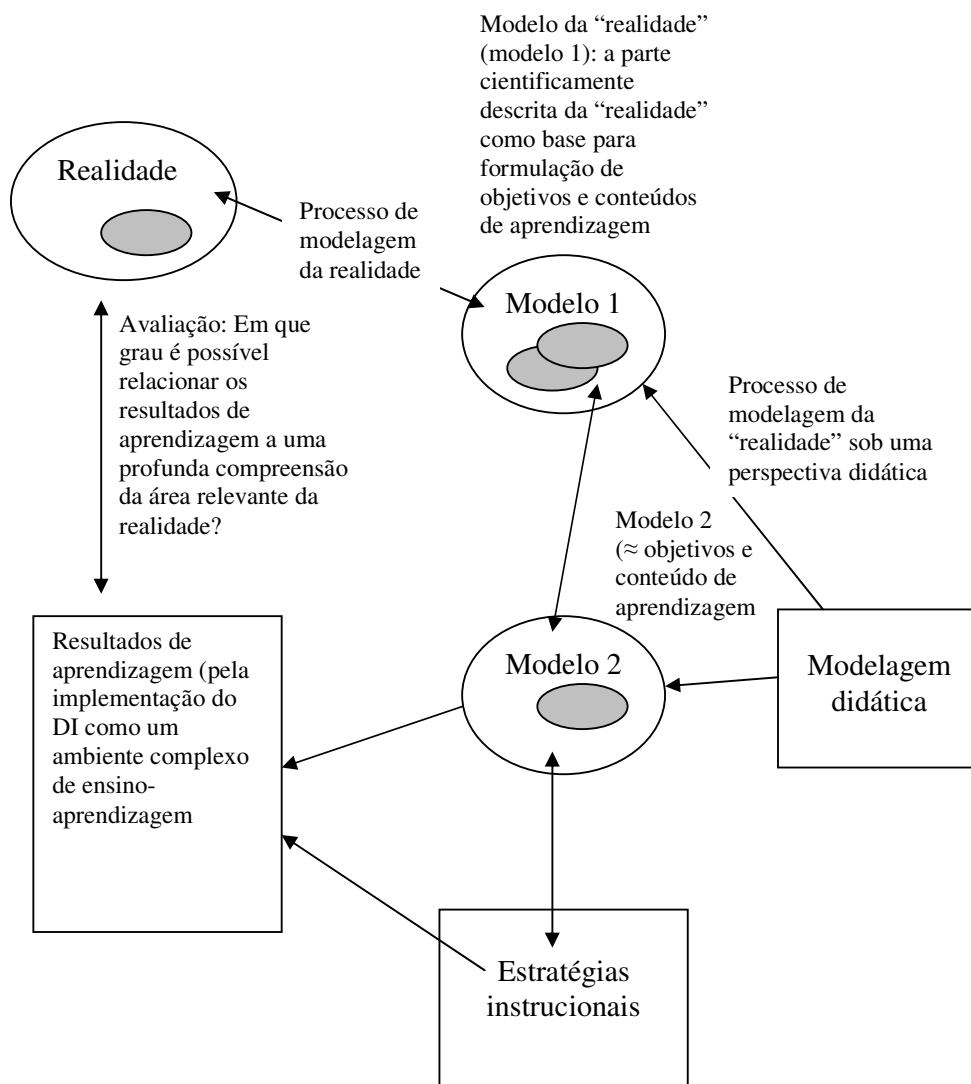 Modelo da “realidade”
(modelo 1): a parte
cientificamente
descrita da “realidade”
como base para
formulação de
objetivos e conteúdos
de aprendizagem
Realidade
Processo de
modelagem
da realidade
Modelo 1
Avaliação: Em que
grau é possível
relacionar os
resultados de
aprendizagem a uma
profunda compreensão
da área relevante da
realidade?
Processo de
modelagem da
“realidade” sob uma
perspectiva didática
Modelo 2
(≈ objetivos e
conteúdo de
aprendizagem
Resultados de
aprendizagem (pela
implementação do
DI como um
ambiente complexo
de ensino-
aprendizagem
Modelo 2
Modelagem
didática
Estratégias
instrucionais